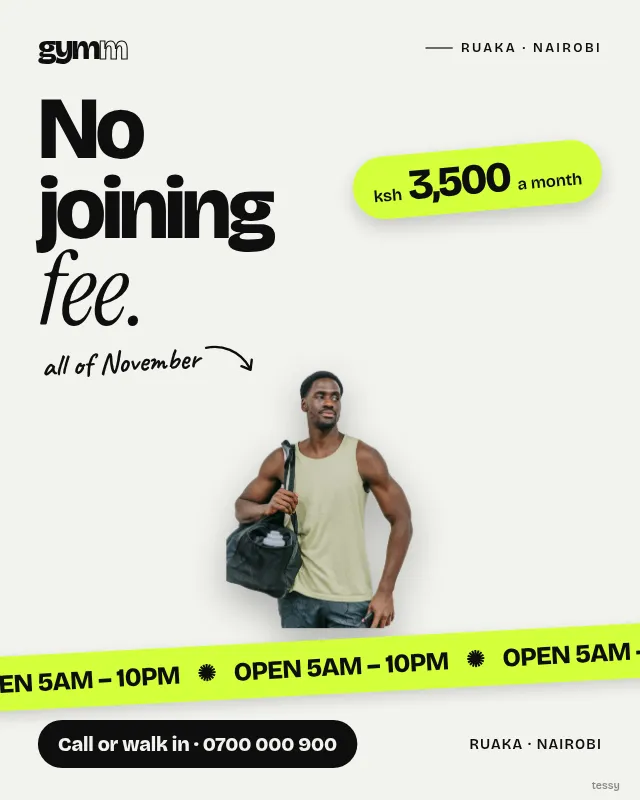 gymm
RUAKA · NAIROBI
No
joining
fee.
ksh 3,500 a month
all of November
EN 5AM – 10PM ✺ OPEN 5AM – 10PM ✺ OPEN 5AM -
Call or walk in · 0700 000 900
RUAKA · NAIROBI
tessy